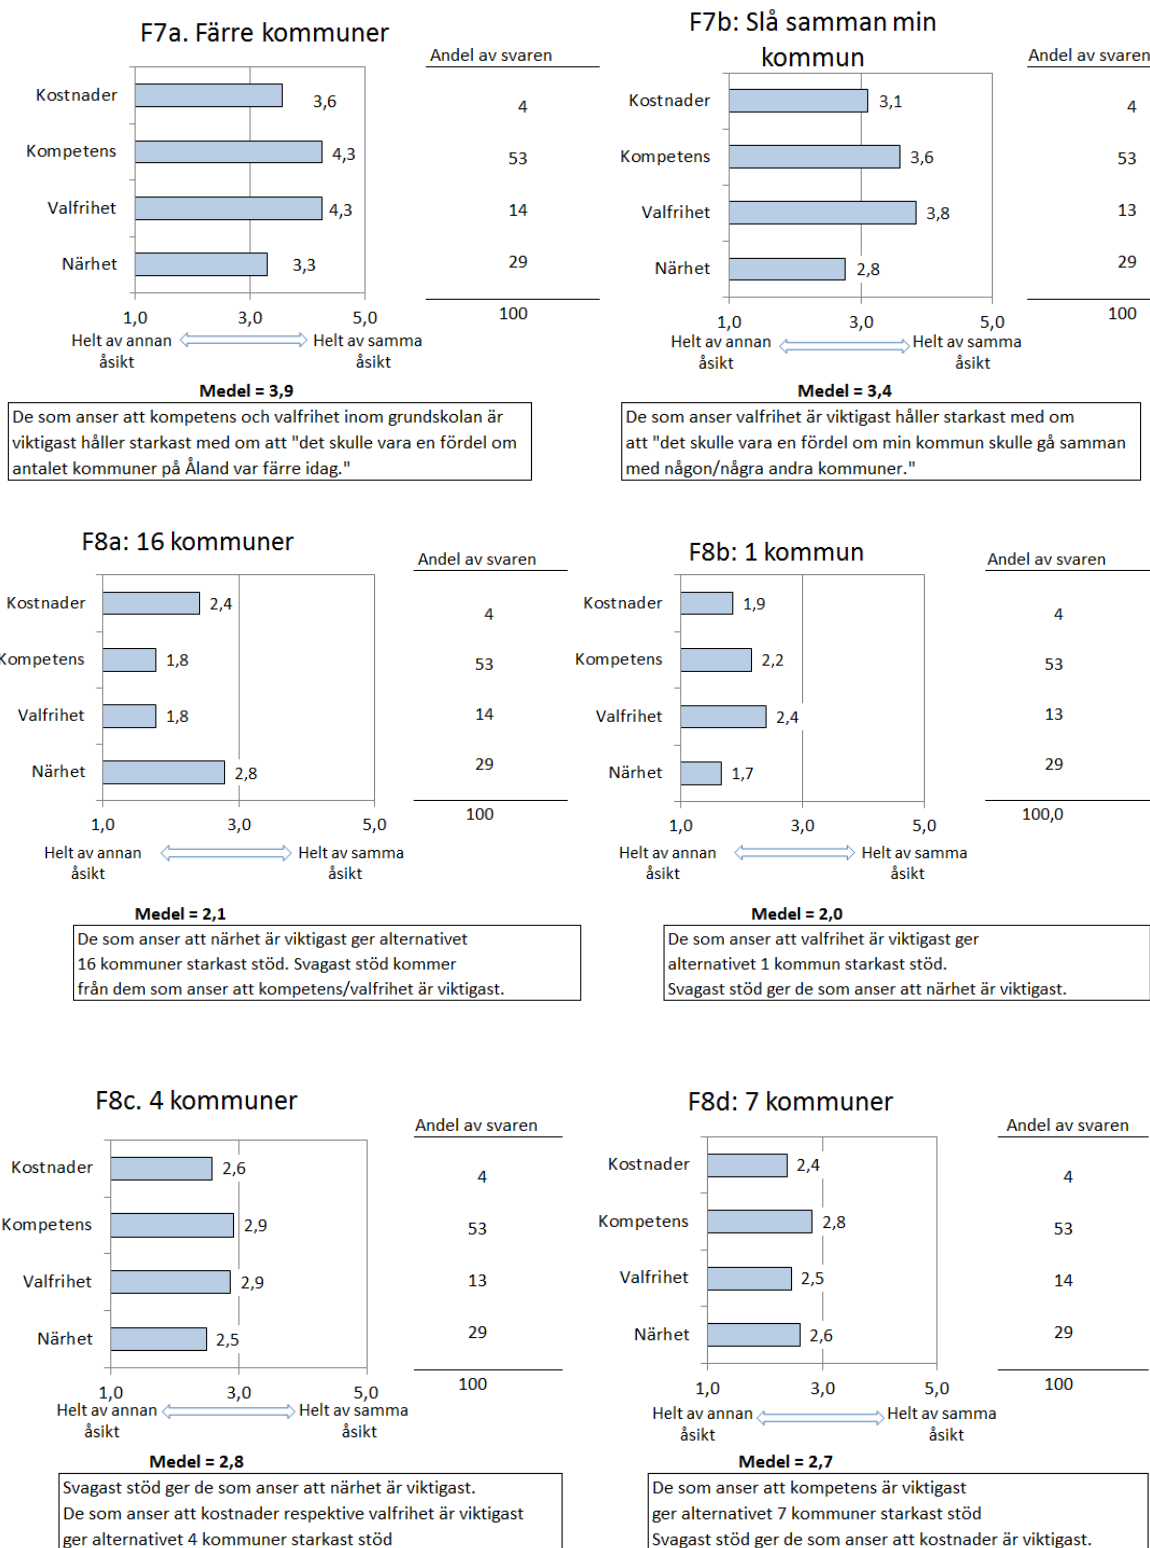 F7a. Färre kommuner
Andel av svaren
Kostnader 3,6 4
Kompetens 4,3 53
Valfrihet 4,3 14
Närhet 3,3 29
100
1,0 3,0 5,0
Helt av annan åsikt
Helt av samma åsikt
Medel = 3,9
De som anser att kompetens och valfrihet inom grundskolan är
viktigast håller starkast med om att "det skulle vara en fördel om
antalet kommuner på Åland var färre idag."
F7b: Slå samman min
kommun
Andel av svaren
Kostnader 3,1 4
Kompetens 3,6 53
Valfrihet 3,8 13
Närhet 2,8 29
100
1,0 3,0 5,0
Helt av annan åsikt
Helt av samma åsikt
Medel = 3,4
De som anser valfrihet är viktigast håller starkast med om
att "det skulle vara en fördel om min kommun skulle gå samman
med någon/några andra kommuner."
F8a: 16 kommuner
Andel av svaren
Kostnader 2,4 4
Kompetens 1,8 53
Valfrihet 1,8 14
Närhet 2,8 29
100
1,0 3,0 5,0
Helt av annan åsikt
Helt av samma åsikt
Medel = 2,1
De som anser att närhet är viktigast ger alternativet
16 kommuner starkast stöd. Svagast stöd kommer
från dem som anser att kompetens/valfrihet är viktigast.
F8b: 1 kommun
Andel av svaren
Kostnader 1,9 4
Kompetens 2,2 53
Valfrihet 2,4 13
Närhet 1,7 29
100,0
1,0 3,0 5,0
Helt av annan åsikt
Helt av samma åsikt
Medel = 2,0
De som anser att valfrihet är viktigast ger
alternativet 1 kommun starkast stöd.
Svagast stöd ger de som anser att närhet är viktigast.
F8c. 4 kommuner
Andel av svaren
Kostnader 2,6 4
Kompetens 2,9 53
Valfrihet 2,9 13
Närhet 2,5 29
100
1,0 3,0 5,0
Helt av annan åsikt
Helt av samma åsikt
Medel = 2,8
Svagast stöd ger de som anser att närhet är viktigast.
De som anser att kostnader respektive valfrihet är viktigast
ger alternativet 4 kommuner starkast stöd
F8d: 7 kommuner
Andel av svaren
Kostnader 2,4 4
Kompetens 2,8 53
Valfrihet 2,5 14
Närhet 2,6 29
100
1,0 3,0 5,0
Helt av annan åsikt
Helt av samma åsikt
Medel = 2,7
De som anser att kompetens är viktigast
ger alternativet 7 kommuner starkast stöd
Svagast stöd ger de som anser att kostnader är viktigast.